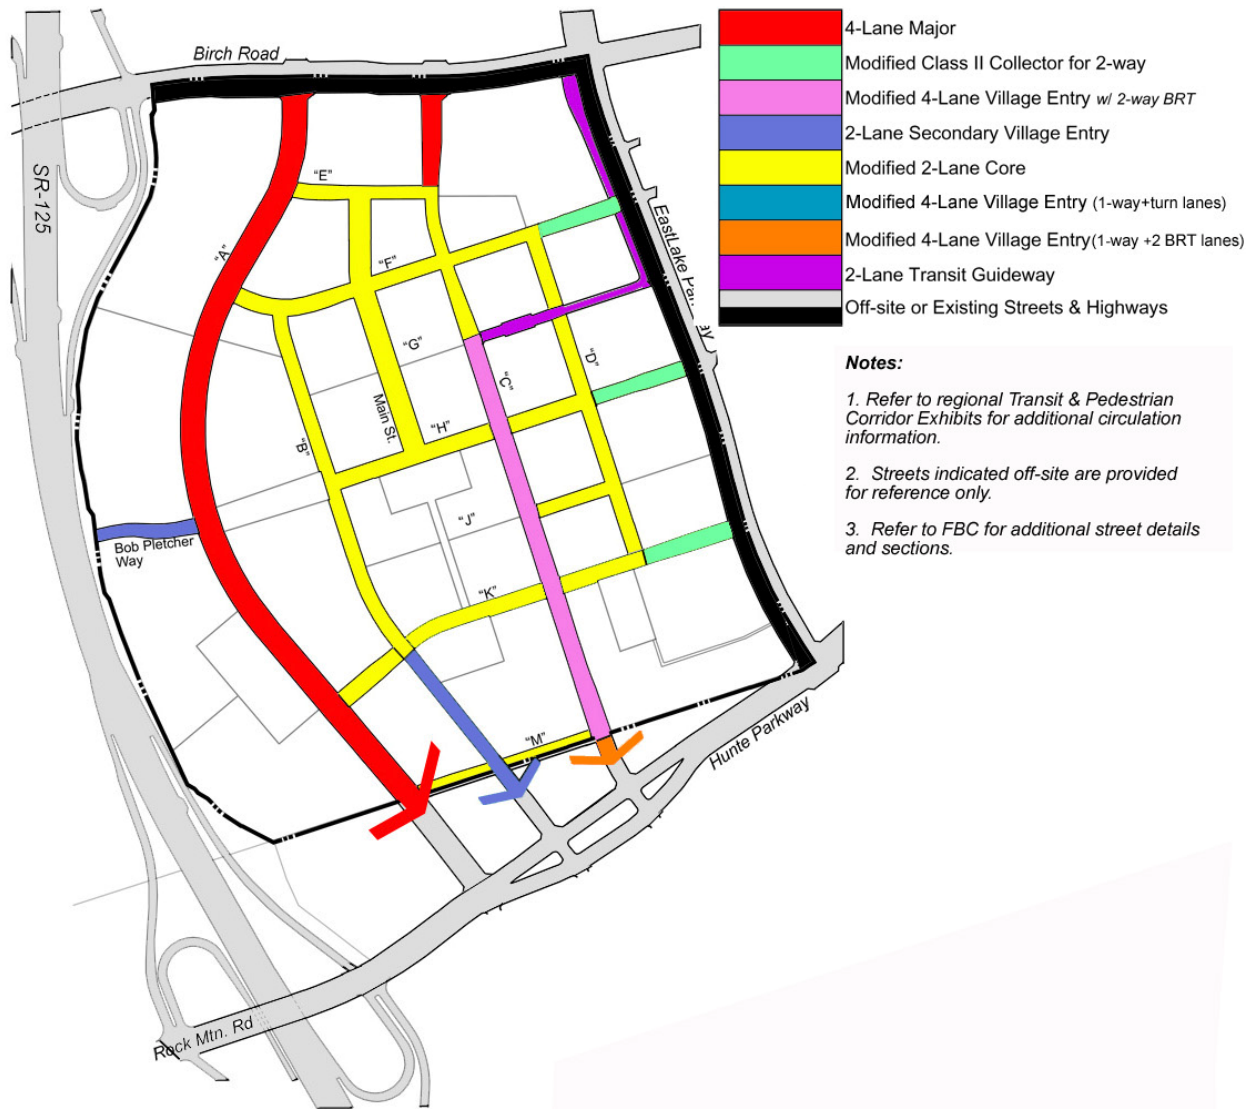 Birch Road
SR-125
"E"
"A"
"F"
EastLake Par
ay
"G"
"D"
"C"
Main St.
"H"
"B"
"J"
Bob Pletcher
Way
"K"
"M"
Hunte Parkway
Rock Mtn. Rd
4-Lane Major
Modified Class II Collector for 2-way
Modified 4-Lane Village Entry w/ 2-way BRT
2-Lane Secondary Village Entry
Modified 2-Lane Core
Modified 4-Lane Village Entry (1-way+turn lanes)
Modified 4-Lane Village Entry(1-way +2 BRT lanes)
2-Lane Transit Guideway
Off-site or Existing Streets & Highways
Notes:
1. Refer to regional Transit & Pedestrian
Corridor Exhibits for additional circulation
information.
2. Streets indicated off-site are provided
for reference only.
3. Refer to FBC for additional street details
and sections.